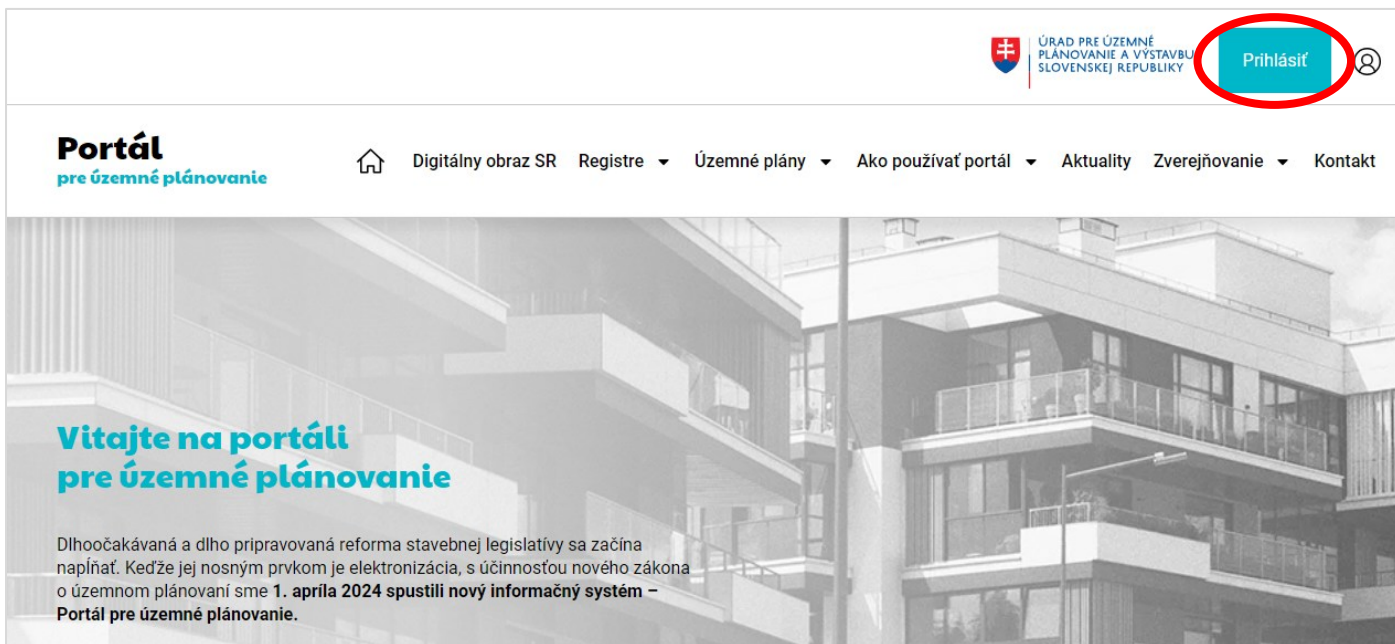 ÚRAD PRE ÚZEMNÉ
PLÁNOVANIE A VÝSTAVBU
SLOVENSKEJ REPUBLIKY
Prihlásiť
Portál
pre územné plánovanie
Digitálny obraz SR Registre Územné plány Ako používať portál Aktuality Zverejňovanie Kontakt
Vitajte na portáli
pre územné plánovanie
Dlhoočakávaná a dlho pripravovaná reforma stavebnej legislatívy sa začína
napĺňať. Keďže jej nosným prvkom je elektronizácia, s účinnosťou nového zákona
o územnom plánovaní sme 1. apríla 2024 spustili nový informačný systém –
Portál pre územné plánovanie.